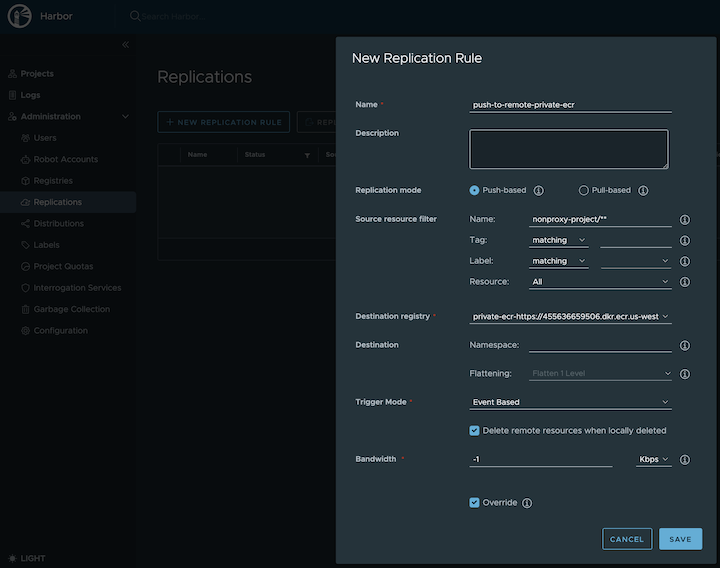 Harbor
Search Harbor...
«
Projects
Logs
Administration
Users
Robot Accounts
Registries
Replications
Distributions
Labels
Project Quotas
Interrogation Services
Garbage Collection
Configuration
LIGHT
Replications
+ NEW REPLICATION RULE
REPL
Name
Status
New Replication Rule
Name *
push-to-remote-private-ecr
Description
Replication mode
Push-based
Pull-based
Source resource filter
Name:
nonproxy-project/**
Tag:
matching
Label:
matching
Resource:
All
Destination registry *
private-ecr-https://455636659506.dkr.ecr.us-west
Destination
Namespace:
Flattening:
Flatten 1 Level
Trigger Mode *
Event Based
Delete remote resources when locally deleted
Bandwidth *
-1
Kbps
Override
CANCEL
SAVE